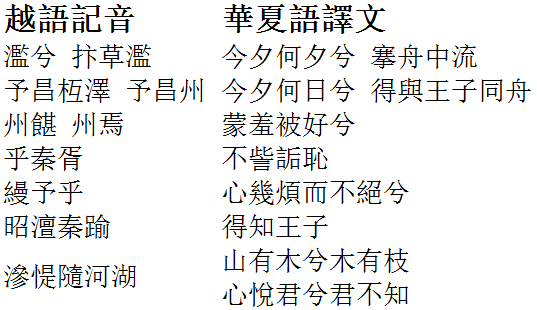 越語記音 華夏語譯文
濫兮 抃草濫 今夕何夕兮 搴舟中流
予昌枑澤 予昌州 今夕何日兮 得與王子同舟
州𩜱 州焉 蒙羞被好兮
乎秦胥 不訾詬恥
縵予乎 心幾煩而不絕兮
昭澶秦踰 得知王子
滲惿隨河湖 山有木兮木有枝
心悅君兮君不知